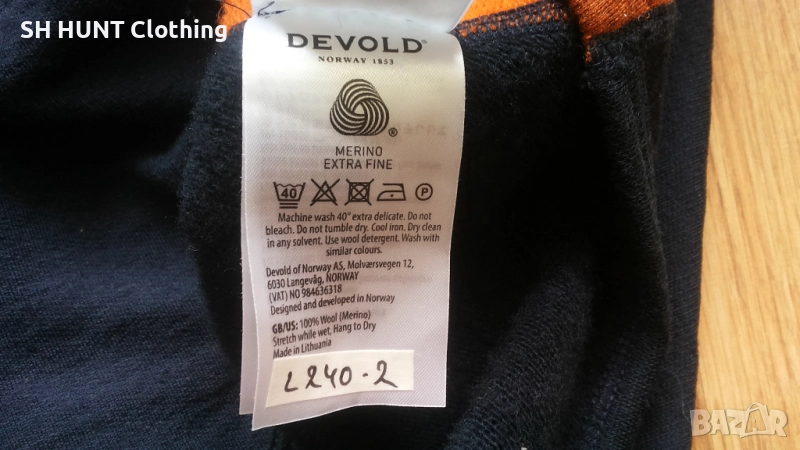 SH HUNT Clothing
DEVOLD®
NORWAY 1853
®
MERINO
EXTRA FINE
40 P
Machine wash 40° extra delicate. Do not
bleach. Do not tumble dry. Cool iron. Dry clean
in any solvent. Use wool detergent. Wash with
similar colours.
Devold of Norway AS, Molværsvegen 12,
6030 Langevåg, NORWAY
(VAT) NO 984636318
Designed and developed in Norway
GB/US: 100% Wool (Merino)
Stretch while wet, Hang to Dry
Made in Lithuania
L240-2
BAZAR